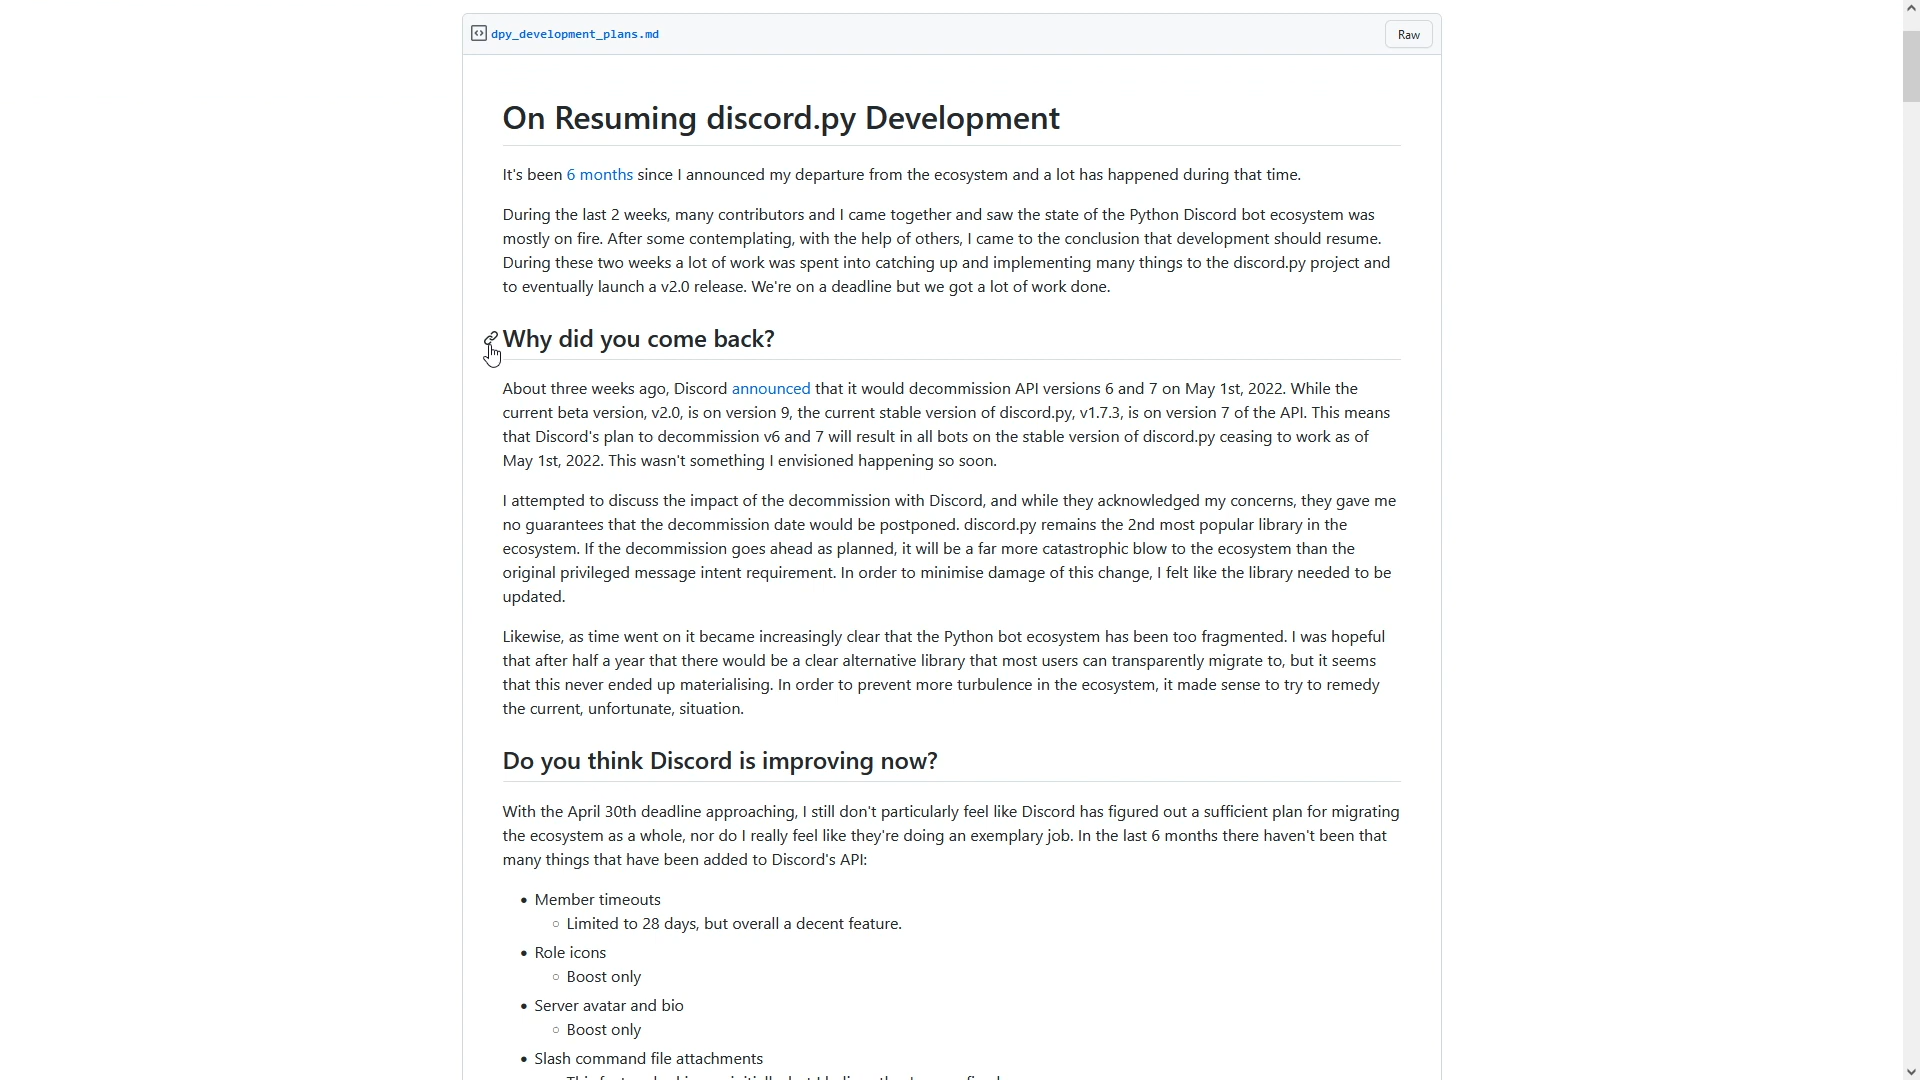 dpy_development_plans.md
Raw
On Resuming discord.py Development
It's been 6 months since I announced my departure from the ecosystem and a lot has happened during that time.
During the last 2 weeks, many contributors and I came together and saw the state of the Python Discord bot ecosystem was
mostly on fire. After some contemplating, with the help of others, I came to the conclusion that development should resume.
During these two weeks a lot of work was spent into catching up and implementing many things to the discord.py project and
to eventually launch a v2.0 release. We're on a deadline but we got a lot of work done.
Why did you come back?
About three weeks ago, Discord announced that it would decommission API versions 6 and 7 on May 1st, 2022. While the
current beta version, v2.0, is on version 9, the current stable version of discord.py, v1.7.3, is on version 7 of the API. This means
that Discord's plan to decommission v6 and 7 will result in all bots on the stable version of discord.py ceasing to work as of
May 1st, 2022. This wasn't something I envisioned happening so soon.
I attempted to discuss the impact of the decommission with Discord, and while they acknowledged my concerns, they gave me
no guarantees that the decommission date would be postponed. discord.py remains the 2nd most popular library in the
ecosystem. If the decommission goes ahead as planned, it will be a far more catastrophic blow to the ecosystem than the
original privileged message intent requirement. In order to minimise damage of this change, I felt like the library needed to be
updated.
Likewise, as time went on it became increasingly clear that the Python bot ecosystem has been too fragmented. I was hopeful
that after half a year that there would be a clear alternative library that most users can transparently migrate to, but it seems
that this never ended up materialising. In order to prevent more turbulence in the ecosystem, it made sense to try to remedy
the current, unfortunate, situation.
Do you think Discord is improving now?
With the April 30th deadline approaching, I still don't particularly feel like Discord has figured out a sufficient plan for migrating
the ecosystem as a whole, nor do I really feel like they're doing an exemplary job. In the last 6 months there haven't been that
many things that have been added to Discord's API:
• Member timeouts
○ Limited to 28 days, but overall a decent feature.
• Role icons
○ Boost only
• Server avatar and bio
○ Boost only
• Slash command file attachments